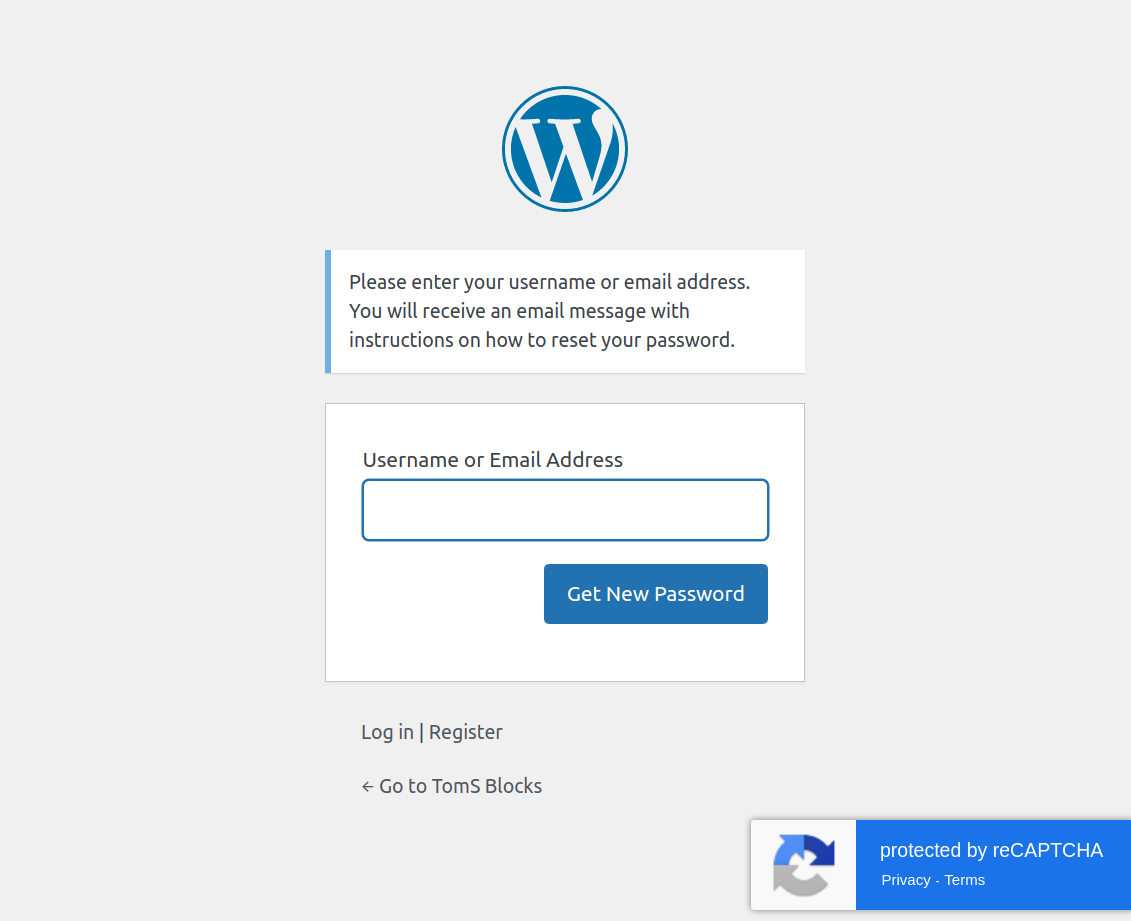 Please enter your username or email address.
You will receive an email message with
instructions on how to reset your password.
Username or Email Address
Get New Password
Log in | Register
← Go to TomS Blocks
protected by reCAPTCHA
Privacy - Terms